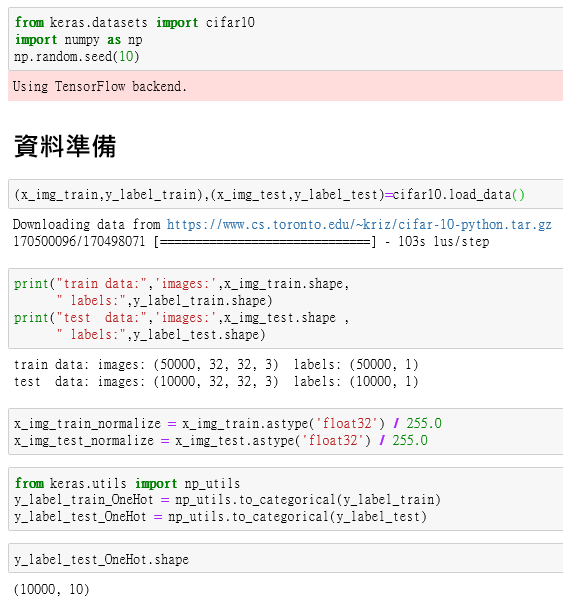 from keras.datasets import cifar10
import numpy as np
np.random.seed(10)
Using TensorFlow backend.
資料準備
(x_img_train,y_label_train),(x_img_test,y_label_test)=cifar10.load_data()
Downloading data from https://www.cs.toronto.edu/~kriz/cifar-10-python.tar.gz
170500096/170498071 [==============================] - 103s 1us/step
print("train data:",'images:',x_img_train.shape,
      " labels:",y_label_train.shape)
print("test  data:",'images:',x_img_test.shape ,
      " labels:",y_label_test.shape)
train data: images: (50000, 32, 32, 3)  labels: (50000, 1)
test  data: images: (10000, 32, 32, 3)  labels: (10000, 1)
x_img_train_normalize = x_img_train.astype('float32') / 255.0
x_img_test_normalize = x_img_test.astype('float32') / 255.0
from keras.utils import np_utils
y_label_train_OneHot = np_utils.to_categorical(y_label_train)
y_label_test_OneHot = np_utils.to_categorical(y_label_test)
y_label_test_OneHot.shape
(10000, 10)